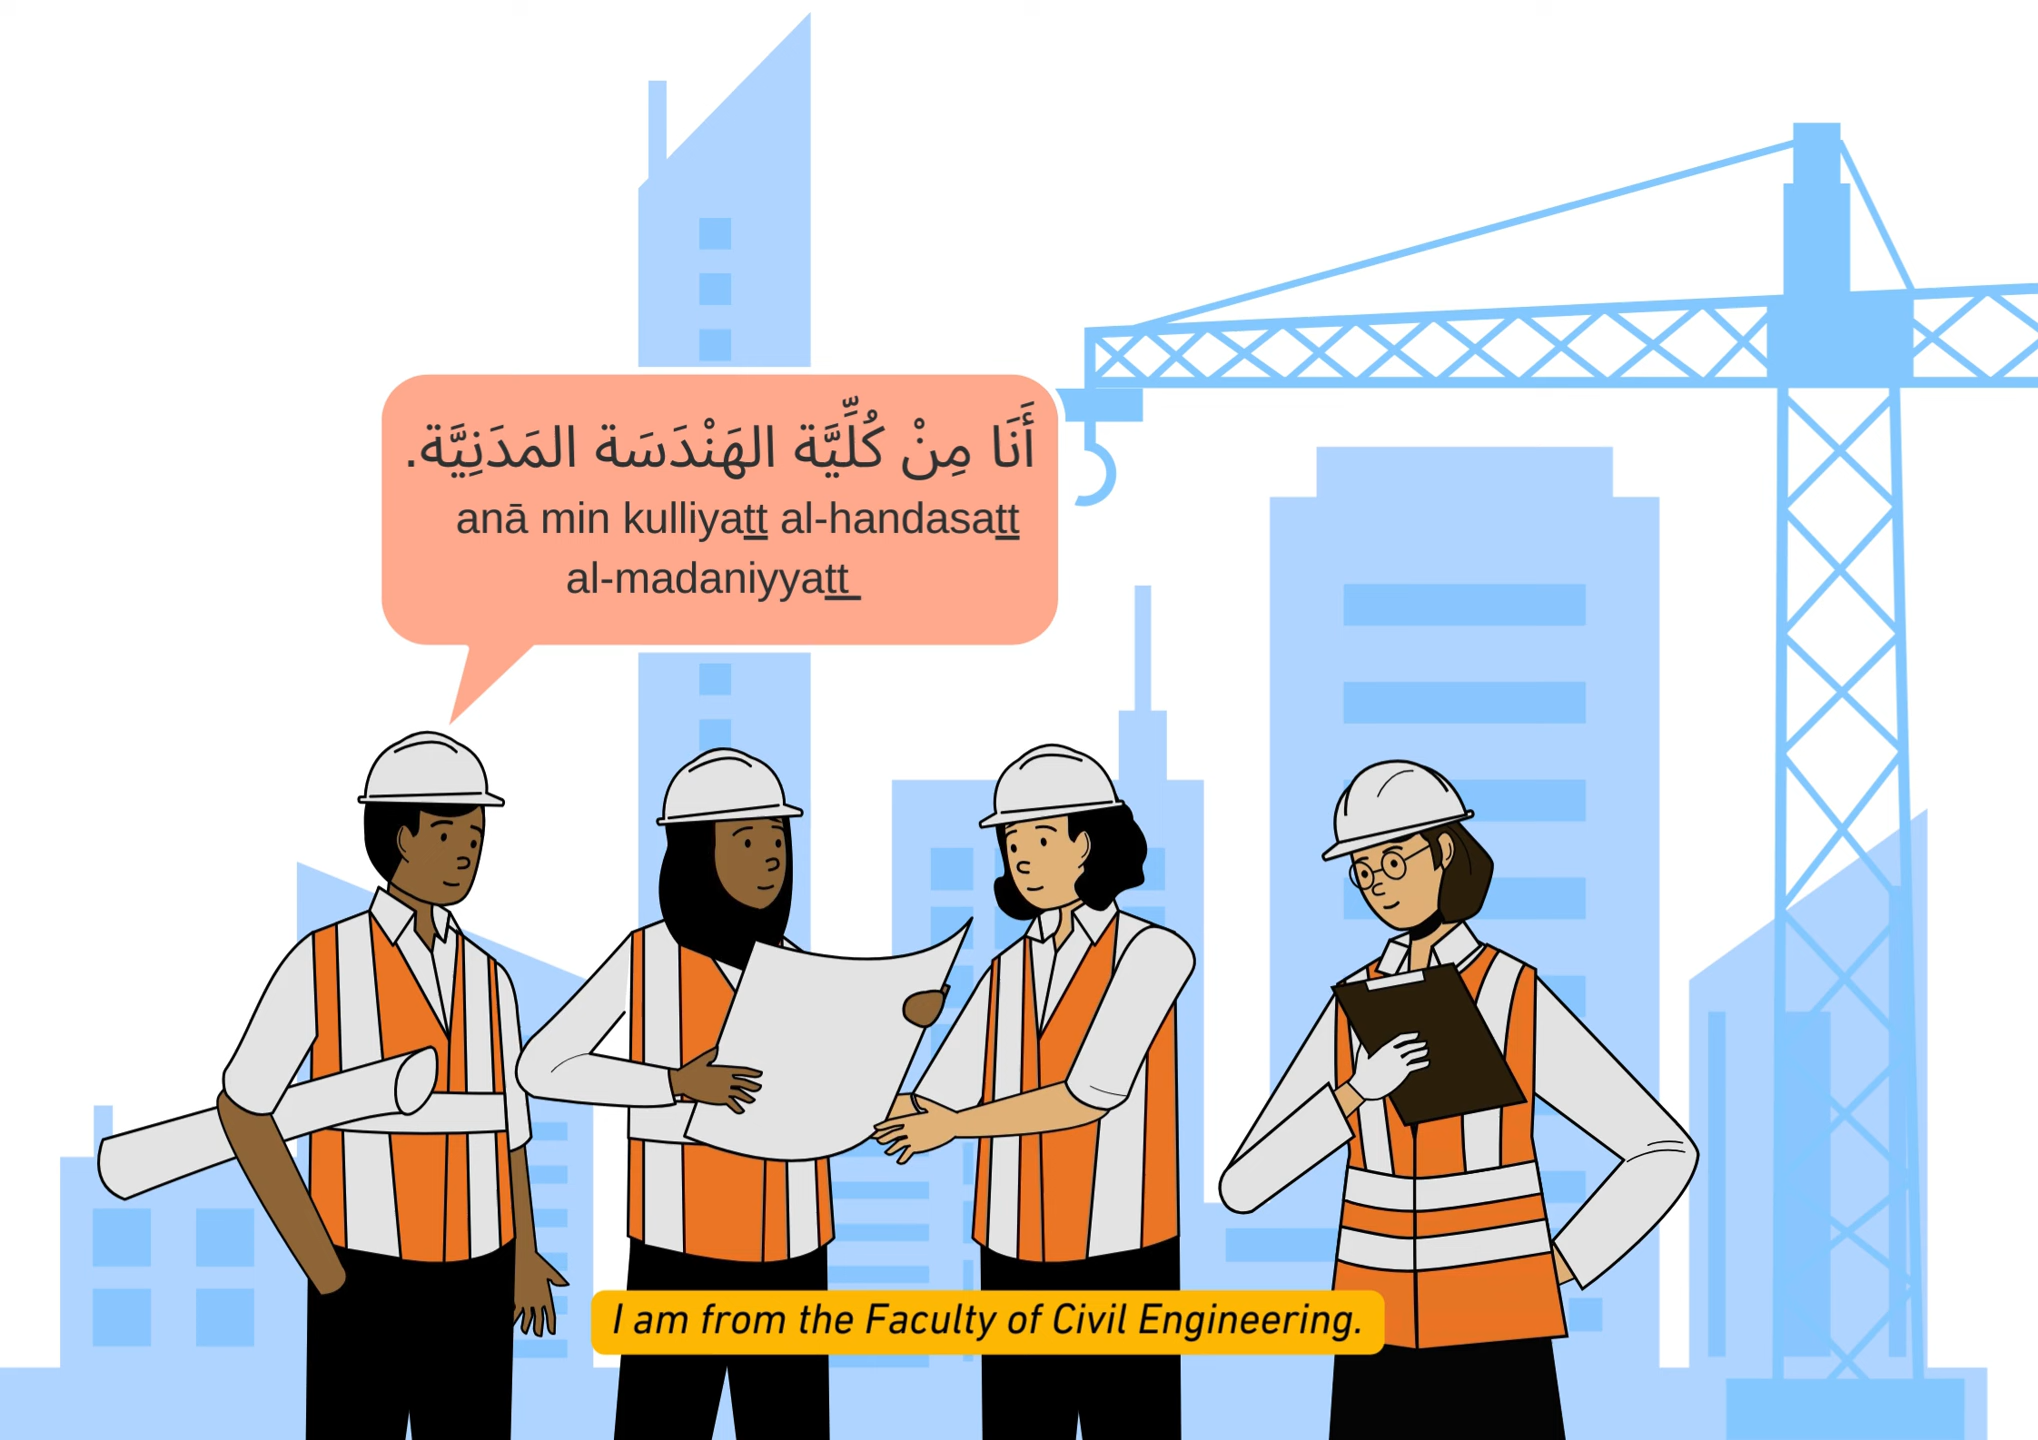 أَنَا مِنْ كُلِّيَّة الهَنْدَسَة المَدَنِيَّة.
anā min kulliyatt al-handasatt
al-madaniyyatt
I am from the Faculty of Civil Engineering.